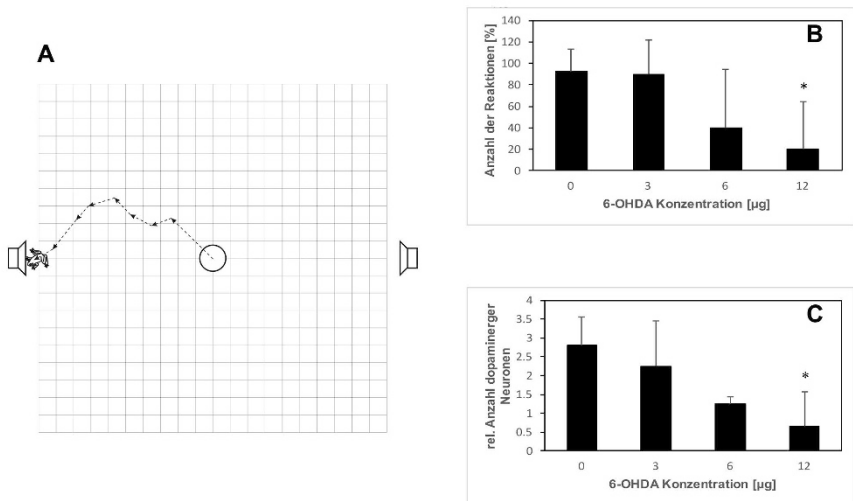 A
B
Anzahl der Reaktionen [%]
140
120
100
80
60
40
20
0
*
0 3 6 12
6-OHDA Konzentration [µg]
C
rel. Anzahl dopaminerger
Neuronen
4
3.5
3
2.5
2
1.5
1
0.5
0
*
0 3 6 12
6-OHDA Konzentration [µg]